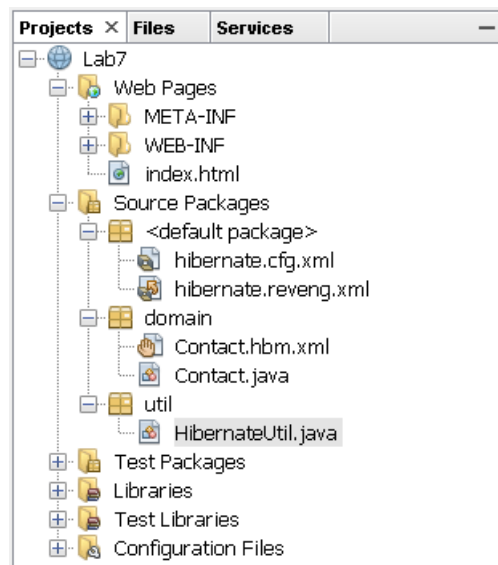 Projects × Files Services
Lab7
Web Pages
META-INF
WEB-INF
index.html
Source Packages
<default package>
hibernate.cfg.xml
hibernate.reveng.xml
domain
Contact.hbm.xml
Contact.java
util
HibernateUtil.java
Test Packages
Libraries
Test Libraries
Configuration Files